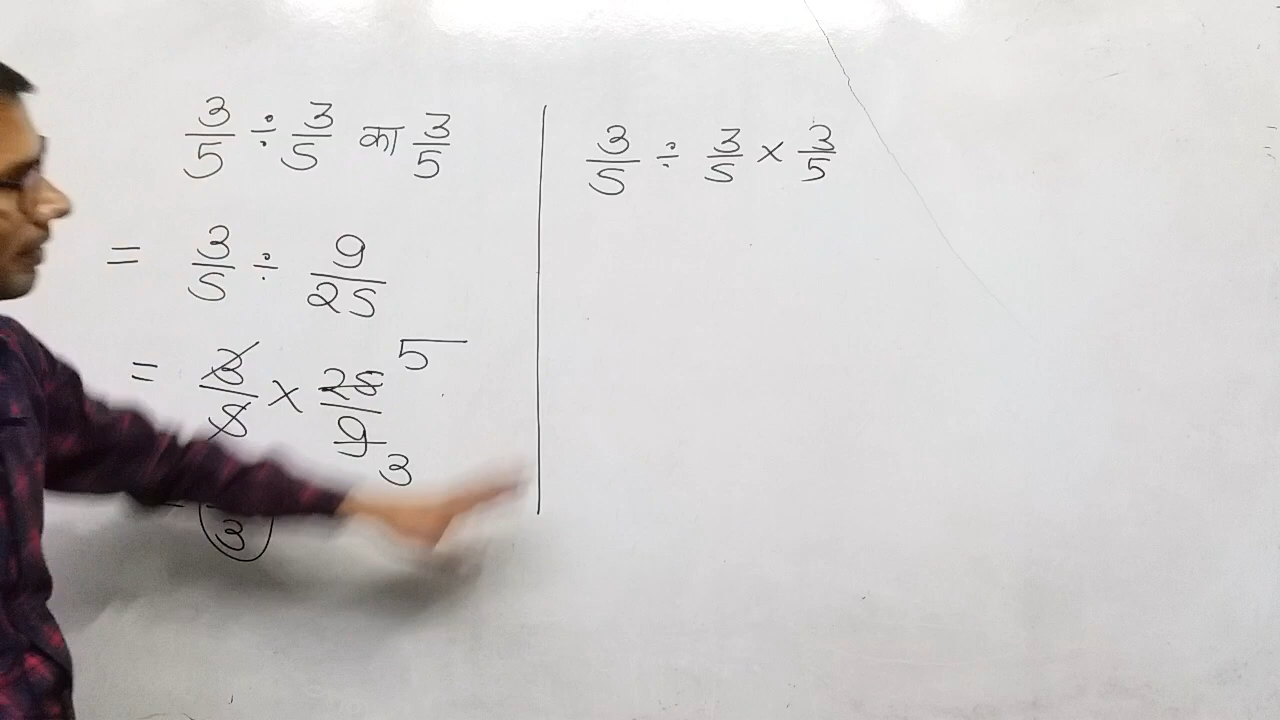 3/5 ÷ 3/5 का 3/5
= 3/5 ÷ 9/25
= 3/5 × 25/9 5
3
3
3/5 ÷ 3/5 × 3/5